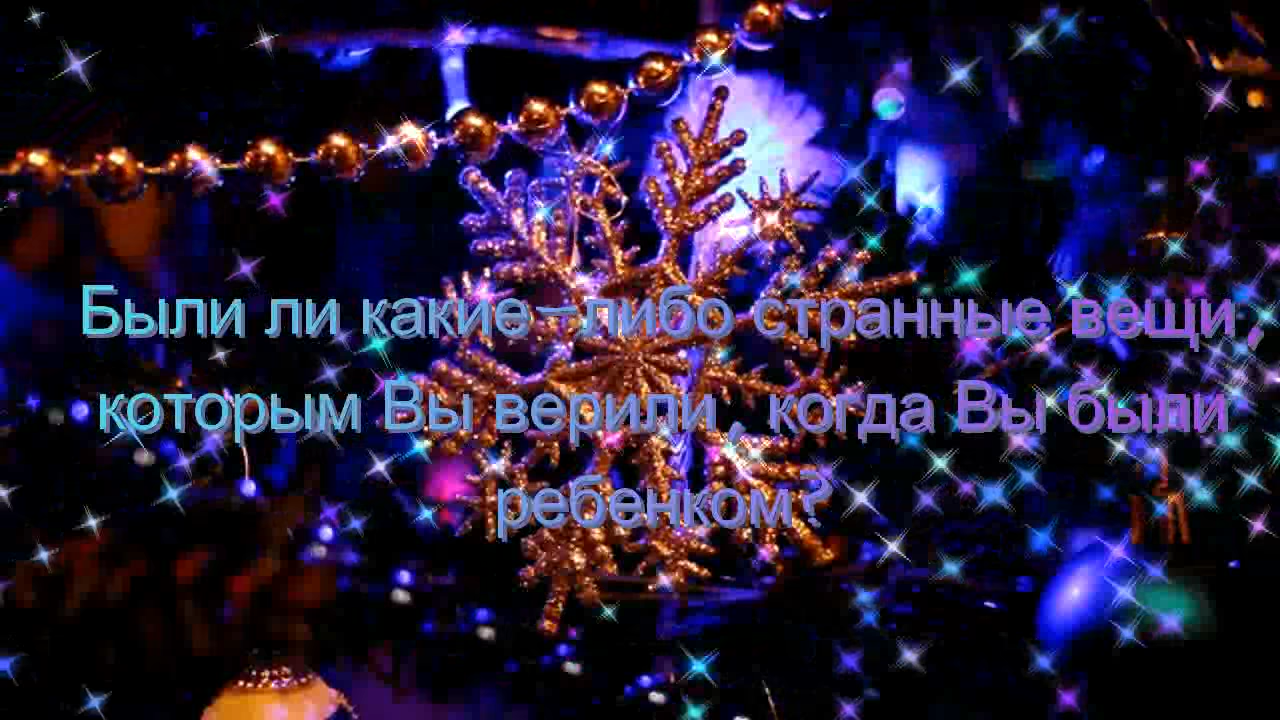 Были ли какие-либо странные вещи,
которым Вы верили, когда Вы были
ребенком?